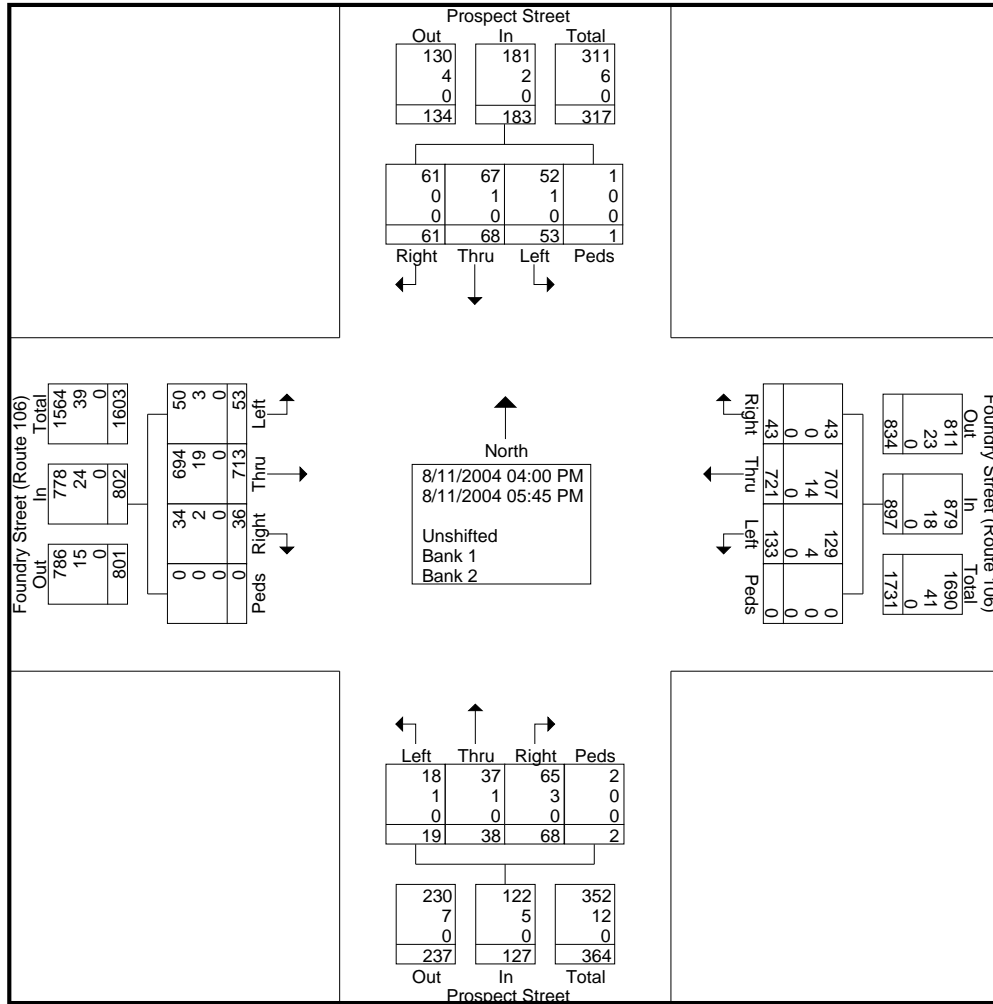 Prospect Street
Out In Total
130 181 311
4 2 6
0 0 0
134 183 317
61 67 52 1
0 1 1 0
0 0 0 0
61 68 53 1
Right Thru Left Peds
Foundry Street (Route 106)
Total In Out
1564 39 0 1603
778 24 0 802
786 15 0 801
50 3 0 53 Left
694 19 0 713 Thru
34 2 0 36 Right
0 0 0 0 Peds
North
8/11/2004 04:00 PM
8/11/2004 05:45 PM
Unshifted
Bank 1
Bank 2
Right 43 0 0 43
Thru 707 14 0 721
Left 129 4 0 133
Peds 0 0 0 0
Foundry Street (Route 106)
Out In Total
811 23 0 834
879 18 0 897
1690 41 0 1731
Left Thru Right Peds
18 37 65 2
1 1 3 0
0 0 0 0
19 38 68 2
230 122 352
7 5 12
0 0 0
237 127 364
Out In Total
Prospect Street